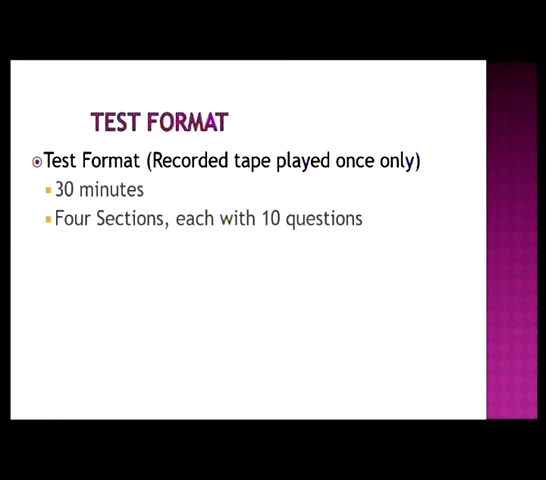 TEST FORMAT
Test Format (Recorded tape played once only)
30 minutes
Four Sections, each with 10 questions